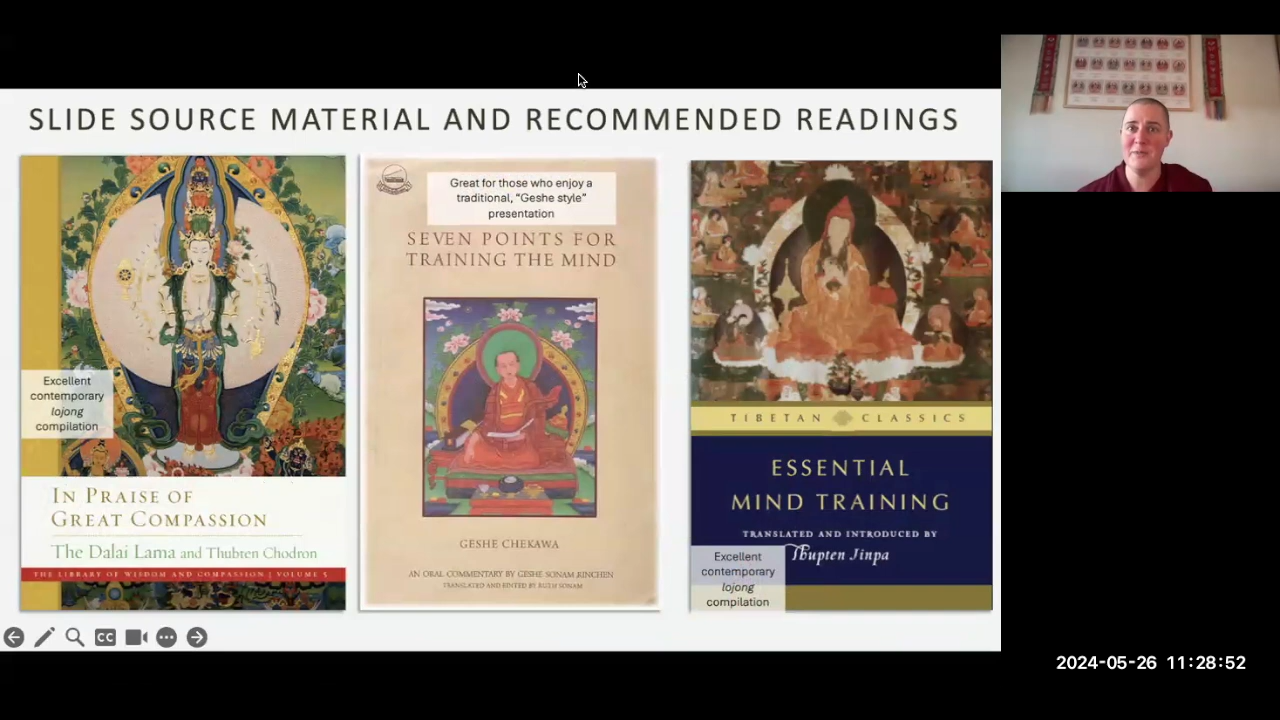 SLIDE SOURCE MATERIAL AND RECOMMENDED READINGS
Excellent
contemporary
lojong
compilation
IN PRAISE OF
GREAT COMPASSION
The Dalai Lama and Thubten Chodron
THE LIBRARY OF WISDOM AND COMPASSION | VOLUME 5
Great for those who enjoy a
traditional, "Geshe style"
presentation
SEVEN POINTS FOR
TRAINING THE MIND
GESHE CHEKAWA
AN ORAL COMMENTARY BY GESHE SONAM RINCHEN
TRANSLATED AND EDITED BY RUTH SONAM
TIBETAN CLASSICS
ESSENTIAL
MIND TRAINING
TRANSLATED AND INTRODUCED BY
Thupten Jinpa
Excellent
contemporary
lojong
compilation
CC
2024-05-26 11:28:52